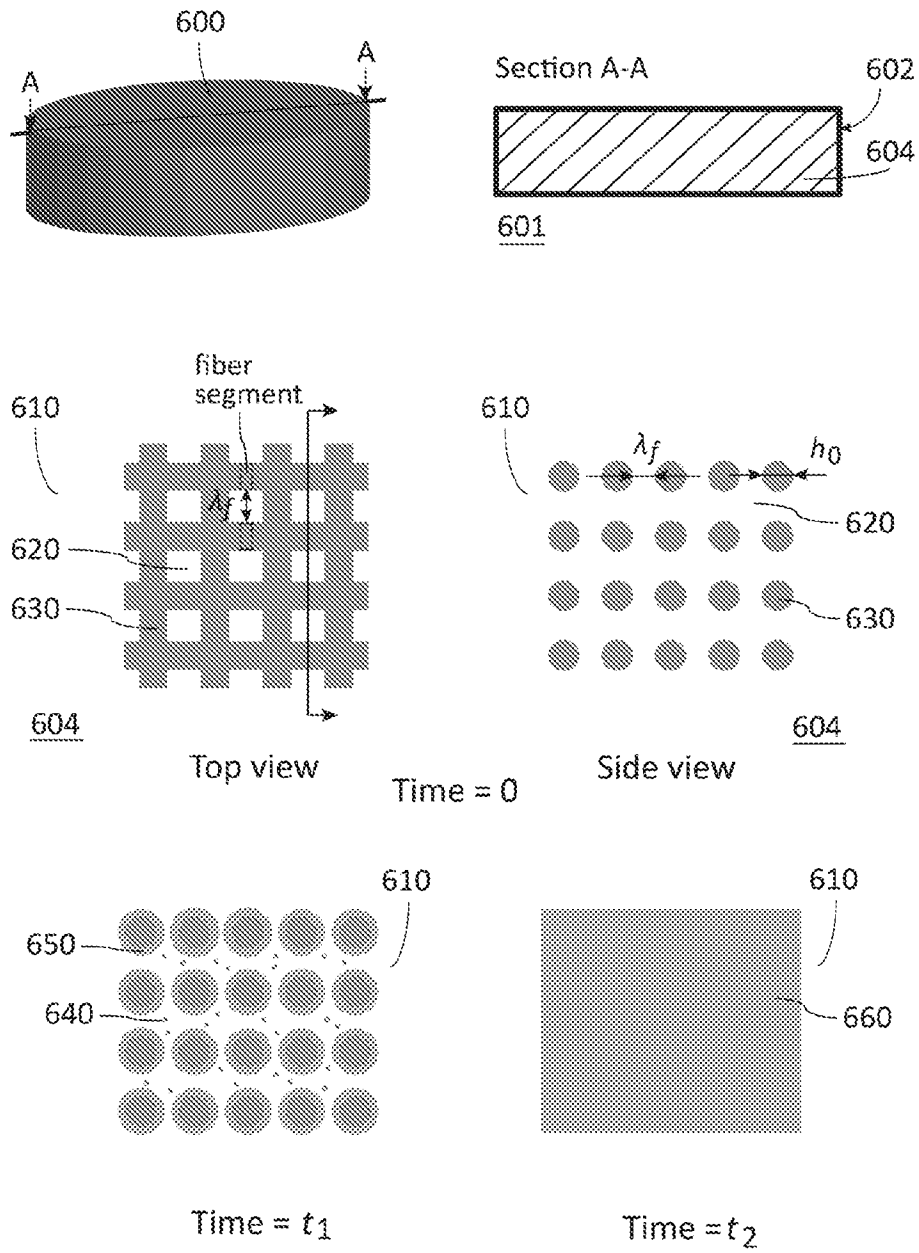 600
A
A
Section A-A
602
604
601
fiber
segment
610
λf
620
630
604
Top view
610
λf
h0
620
630
604
Side view
Time = 0
650
640
610
Time = t1
610
660
Time =t2